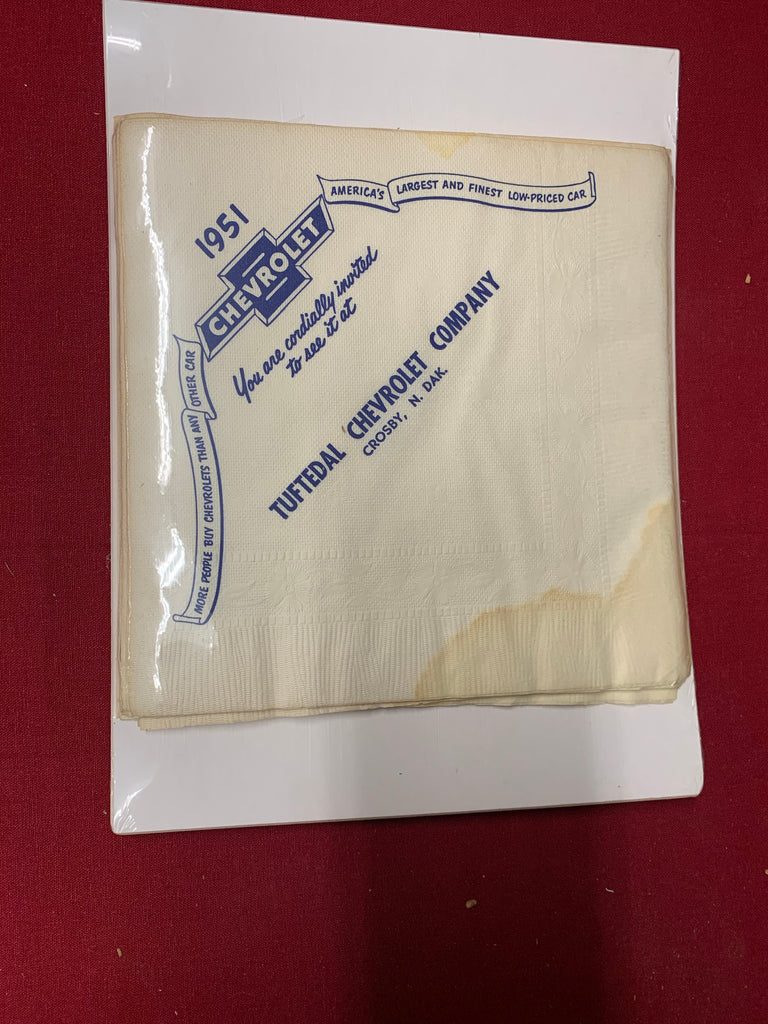 1951
CHEVROLET
AMERICA'S LARGEST AND FINEST LOW-PRICED CAR
MORE PEOPLE BUY CHEVROLETS THAN ANY OTHER CAR
You are cordially invited
to see it at
TUFTEDAL CHEVROLET COMPANY
CROSBY, N. DAK.